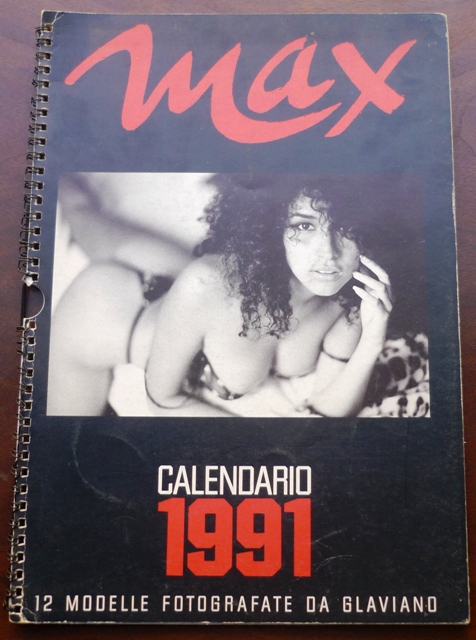 max
CALENDARIO
1991
12 MODELLE FOTOGRAFATE DA GLAVIANO